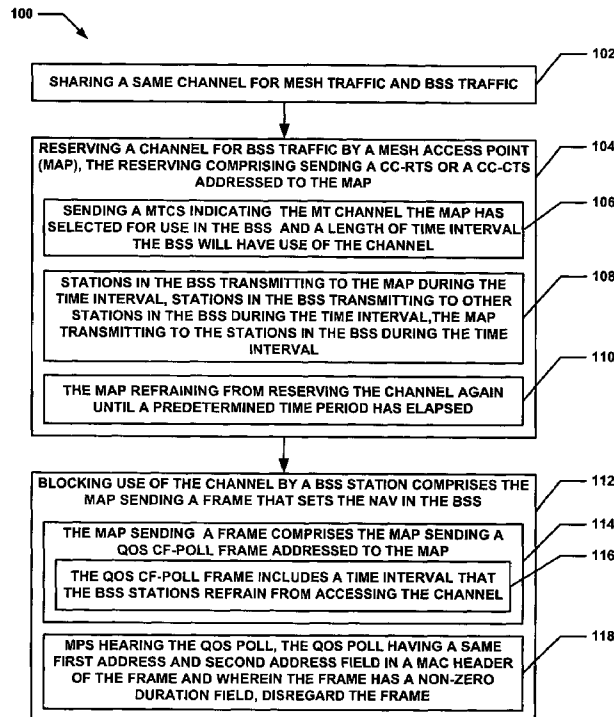 100
102
SHARING A SAME CHANNEL FOR MESH TRAFFIC AND BSS TRAFFIC
104
RESERVING A CHANNEL FOR BSS TRAFFIC BY A MESH ACCESS POINT
(MAP), THE RESERVING COMPRISING SENDING A CC-RTS OR A CC-CTS
ADDRESSED TO THE MAP
106
SENDING A MTCS INDICATING THE MT CHANNEL THE MAP HAS
SELECTED FOR USE IN THE BSS AND A LENGTH OF TIME INTERVAL
THE BSS WILL HAVE USE OF THE CHANNEL
108
STATIONS IN THE BSS TRANSMITTING TO THE MAP DURING THE
TIME INTERVAL, STATIONS IN THE BSS TRANSMITTING TO OTHER
STATIONS IN THE BSS DURING THE TIME INTERVAL,THE MAP
TRANSMITTING TO THE STATIONS IN THE BSS DURING THE TIME
INTERVAL
110
THE MAP REFRAINING FROM RESERVING THE CHANNEL AGAIN
UNTIL A PREDETERMINED TIME PERIOD HAS ELAPSED
112
BLOCKING USE OF THE CHANNEL BY A BSS STATION COMPRISES THE
MAP SENDING A FRAME THAT SETS THE NAV IN THE BSS
114
THE MAP SENDING A FRAME COMPRISES THE MAP SENDING A
QOS CF-POLL FRAME ADDRESSED TO THE MAP
116
THE QOS CF-POLL FRAME INCLUDES A TIME INTERVAL THAT
THE BSS STATIONS REFRAIN FROM ACCESSING THE CHANNEL
118
MPS HEARING THE QOS POLL, THE QOS POLL HAVING A SAME
FIRST ADDRESS AND SECOND ADDRESS FIELD IN A MAC HEADER
OF THE FRAME AND WHEREIN THE FRAME HAS A NON-ZERO
DURATION FIELD, DISREGARD THE FRAME